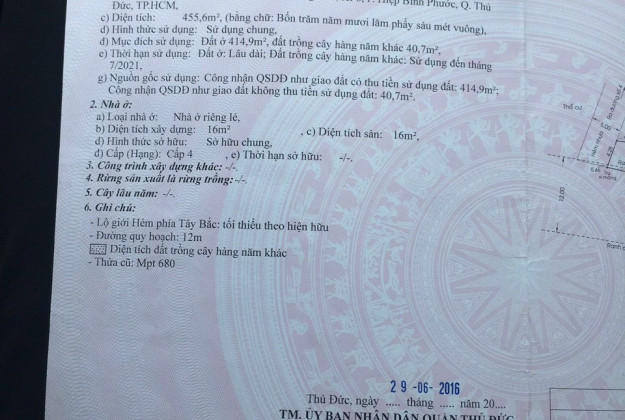 Hiệp Bình Phước, Q. Thủ
Đức, TP.HCM,
c) Diện tích: 455,6m², (bằng chữ: Bốn trăm năm mươi lăm phẩy sáu mét vuông),
d) Hình thức sử dụng: Sử dụng chung,
đ) Mục đích sử dụng: Đất ở 414,9m², đất trồng cây hàng năm khác 40,7m²,
e) Thời hạn sử dụng: Đất ở: Lâu dài; Đất trồng cây hàng năm khác: Sử dụng đến tháng
7/2021,
g) Nguồn gốc sử dụng: Công nhận QSDĐ như giao đất có thu tiền sử dụng đất: 414,9m²;
Công nhận QSDĐ như giao đất không thu tiền sử dụng đất: 40,7m².
2. Nhà ở:
a) Loại nhà ở: Nhà ở riêng lẻ,
b) Diện tích xây dựng: 16m² , c) Diện tích sàn: 16m²,
d) Hình thức sở hữu: Sở hữu chung,
đ) Cấp (Hạng): Cấp 4 , e) Thời hạn sở hữu: -/-.
3. Công trình xây dựng khác: -/-.
4. Rừng sản xuất là rừng trồng: -/-.
5. Cây lâu năm: -/-.
6. Ghi chú:
- Lộ giới Hẻm phía Tây Bắc: tối thiểu theo hiện hữu
- Đường quy hoạch: 12m
Diện tích đất trồng cây hàng năm khác
- Thửa cũ: Mpt 680
Thổ cư
12.00
Ranh
29-06-2016
Thủ Đức, ngày ..... tháng ..... năm 20....
TM. ỦY BAN NHÂN DÂN QUẬN THỦ ĐỨC